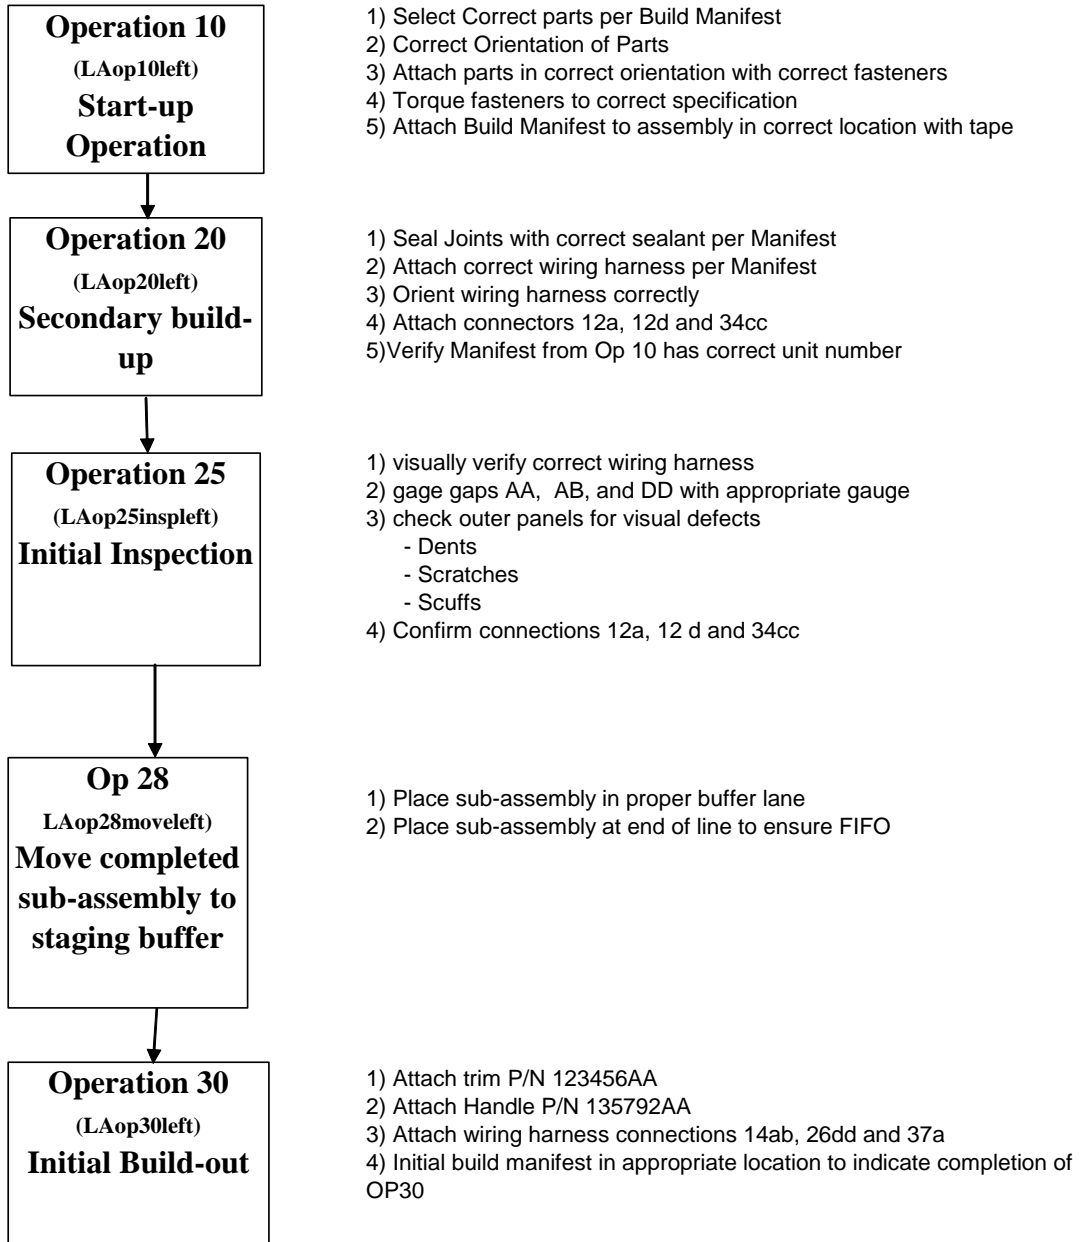 Operation 10
(LAop10left)
Start-up
Operation
1) Select Correct parts per Build Manifest
2) Correct Orientation of Parts
3) Attach parts in correct orientation with correct fasteners
4) Torque fasteners to correct specification
5) Attach Build Manifest to assembly in correct location with tape
Operation 20
(LAop20left)
Secondary build-
up
1) Seal Joints with correct sealant per Manifest
2) Attach correct wiring harness per Manifest
3) Orient wiring harness correctly
4) Attach connectors 12a, 12d and 34cc
5)Verify Manifest from Op 10 has correct unit number
Operation 25
(LAop25inspleft)
Initial Inspection
1) visually verify correct wiring harness
2) gage gaps AA,  AB, and DD with appropriate gauge
3) check outer panels for visual defects
- Dents
- Scratches
- Scuffs
4) Confirm connections 12a, 12 d and 34cc
Op 28
LAop28moveleft)
Move completed
sub-assembly to
staging buffer
1) Place sub-assembly in proper buffer lane
2) Place sub-assembly at end of line to ensure FIFO
Operation 30
(LAop30left)
Initial Build-out
1) Attach trim P/N 123456AA
2) Attach Handle P/N 135792AA
3) Attach wiring harness connections 14ab, 26dd and 37a
4) Initial build manifest in appropriate location to indicate completion of
OP30